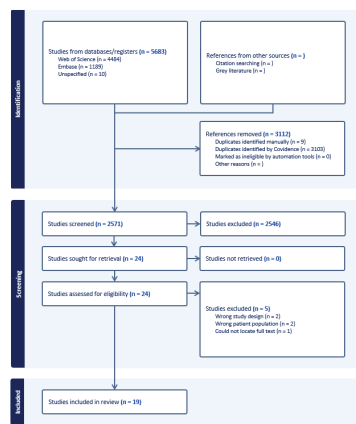 Identification
Studies from databases/registers (n = 5683)
Web of Science (n = 4484)
Embase (n = 1189)
Unspecified (n = 10)
References from other sources (n = )
Citation searching (n = )
Grey literature (n = )
References removed (n = 3112)
Duplicates identified manually (n = 9)
Duplicates identified by Covidence (n = 3103)
Marked as ineligible by automation tools (n = 0)
Other reasons (n = )
Screening
Studies screened (n = 2571)
Studies excluded (n = 2546)
Studies sought for retrieval (n = 24)
Studies not retrieved (n = 0)
Studies assessed for eligibility (n = 24)
Studies excluded (n = 5)
Wrong study design (n = 2)
Wrong patient population (n = 2)
Could not locate full text (n = 1)
Included
Studies included in review (n = 19)